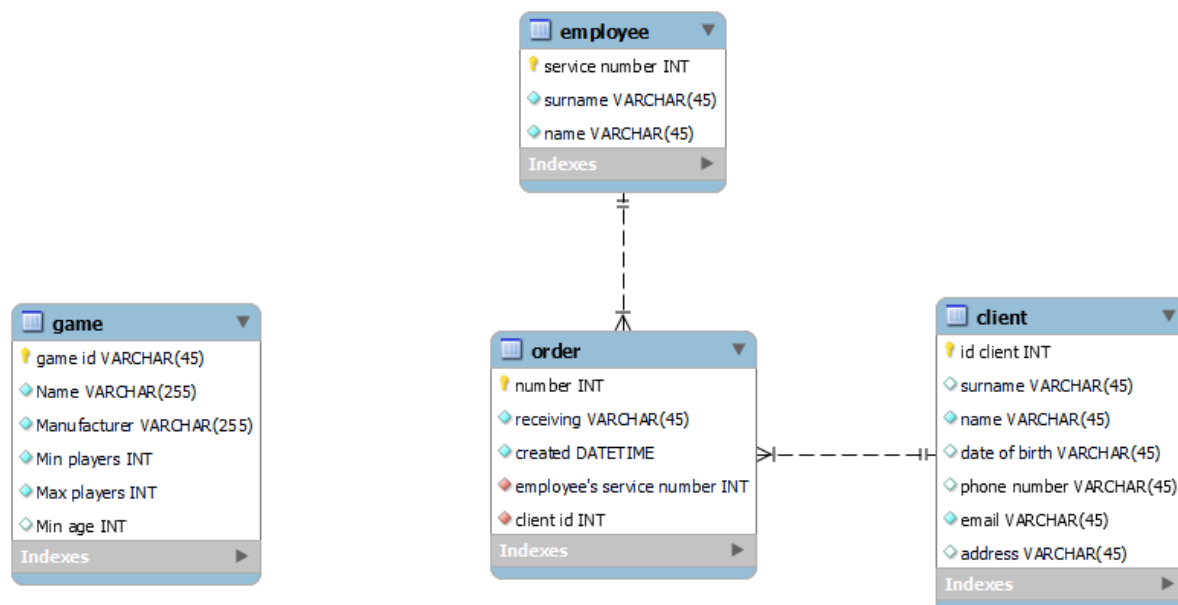 employee
service number INT
surname VARCHAR(45)
name VARCHAR(45)
Indexes
game
game id VARCHAR(45)
Name VARCHAR(255)
Manufacturer VARCHAR(255)
Min players INT
Max players INT
Min age INT
Indexes
order
number INT
receiving VARCHAR(45)
created DATETIME
employee's service number INT
client id INT
Indexes
client
id client INT
surname VARCHAR(45)
name VARCHAR(45)
date of birth VARCHAR(45)
phone number VARCHAR(45)
email VARCHAR(45)
address VARCHAR(45)
Indexes